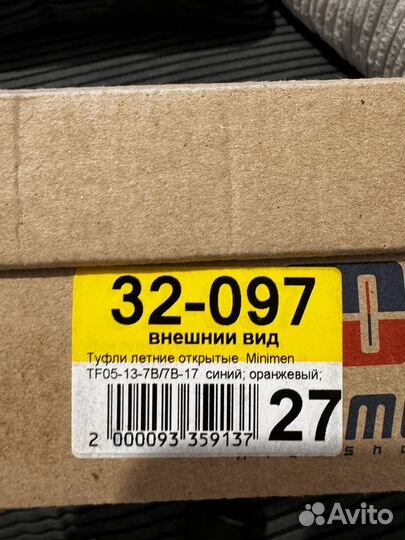 32-097
внешнии вид
Туфли летние открытые Minimen
TF05-13-7B/7B-17 синий; оранжевый;
27
2 000093 359137
Avito